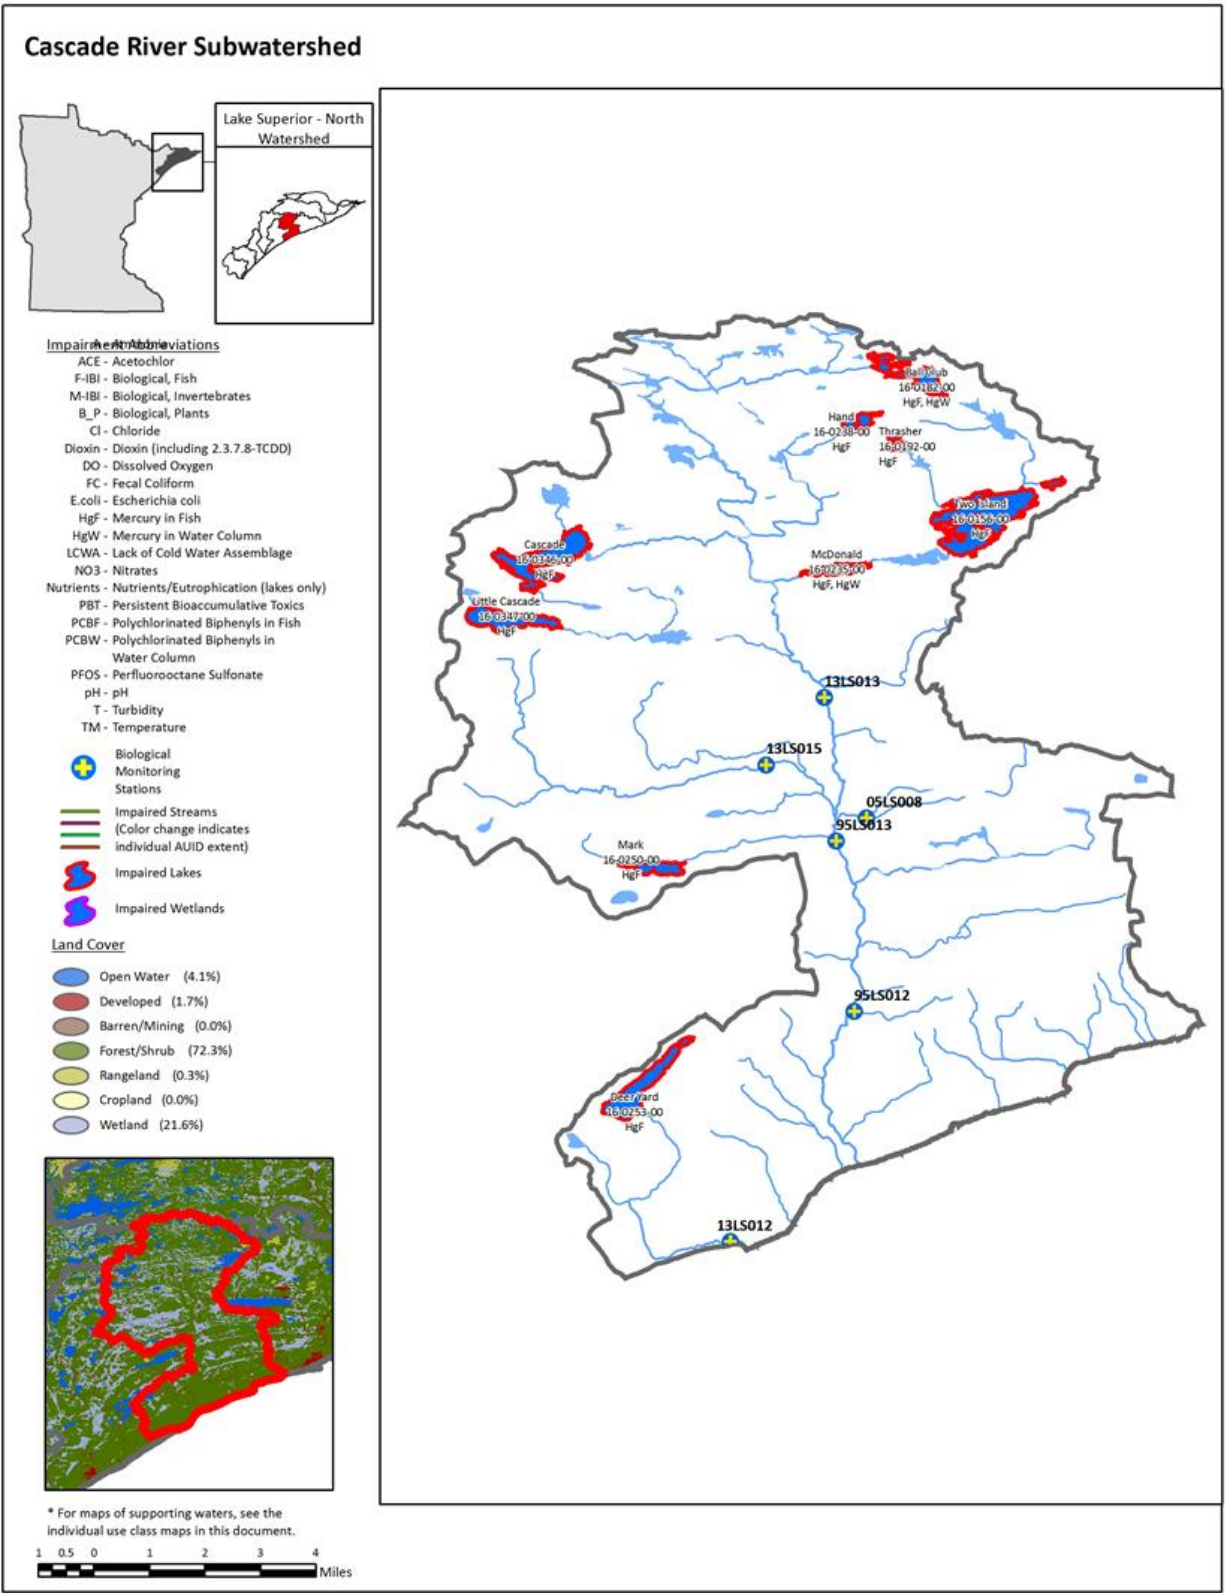 Cascade River Subwatershed
Lake Superior - North
Watershed
Impairment Abbreviations
ACE - Acetochlor
F-IBI - Biological, Fish
M-IBI - Biological, Invertebrates
B_P - Biological, Plants
Cl - Chloride
Dioxin - Dioxin (including 2.3.7.8-TCDD)
DO - Dissolved Oxygen
FC - Fecal Coliform
E.coli - Escherichia coli
HgF - Mercury in Fish
HgW - Mercury in Water Column
LCWA - Lack of Cold Water Assemblage
NO3 - Nitrates
Nutrients - Nutrients/Eutrophication (lakes only)
PBT - Persistent Bioaccumulative Toxics
PCBF - Polychlorinated Biphenyls in Fish
PCBW - Polychlorinated Biphenyls in
Water Column
PFOS - Perfluorooctane Sulfonate
pH - pH
T - Turbidity
TM - Temperature
Biological
Monitoring
Stations
Impaired Streams
(Color change indicates
individual AUID extent)
Impaired Lakes
Impaired Wetlands
Land Cover
Open Water (4.1%)
Developed (1.7%)
Barren/Mining (0.0%)
Forest/Shrub (72.3%)
Rangeland (0.3%)
Cropland (0.0%)
Wetland (21.6%)
* For maps of supporting waters, see the
individual use class maps in this document.
1 0.5 0 1 2 3 4
Miles
Ball Club
16-0182-00
HgF, HgW
Hand
16-0238-00
HgF
Thrasher
16-0192-00
HgF
Two Island
16-0156-00
HgF
Cascade
16-0346-00
HgF
McDonald
16-0235-00
HgF, HgW
Little Cascade
16-0347-00
HgF
13LS013
13LS015
05LS008
95LS013
Mark
16-0250-00
HgF
95LS012
Deer Yard
16-0253-00
HgF
13LS012